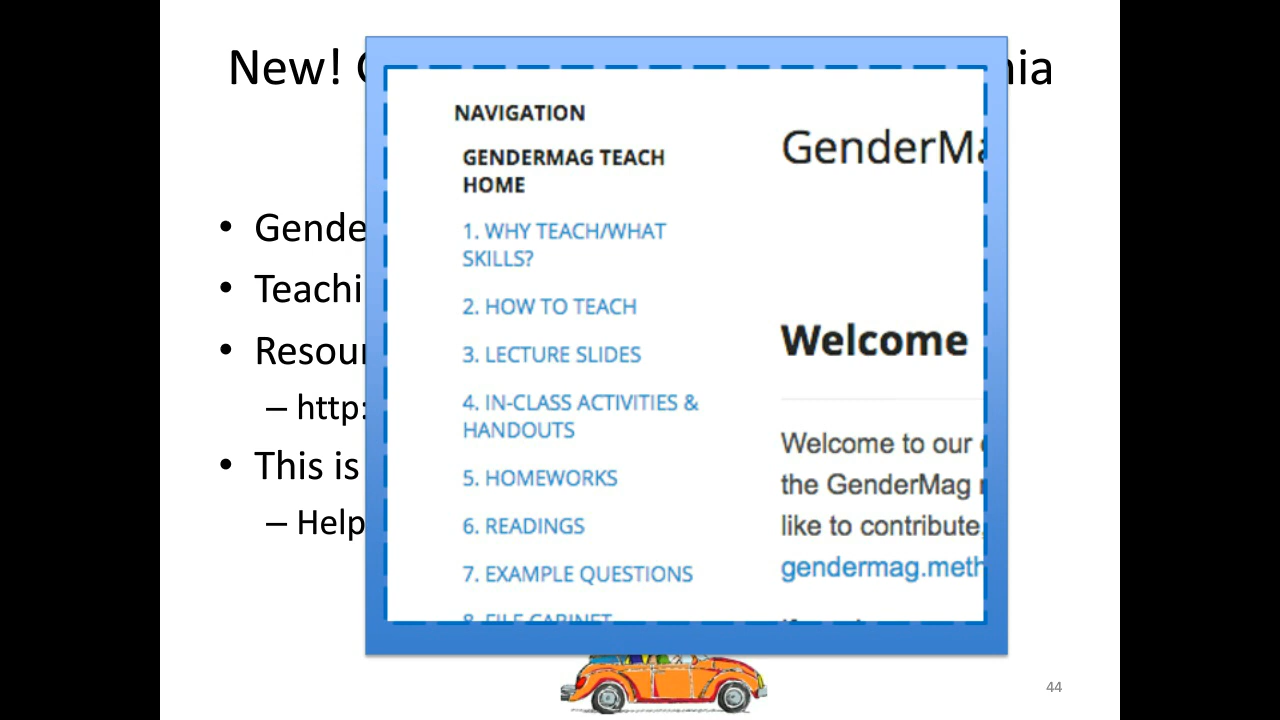 New!
NAVIGATION
GENDERMAG TEACH
HOME
1. WHY TEACH/WHAT
SKILLS?
2. HOW TO TEACH
3. LECTURE SLIDES
4. IN-CLASS ACTIVITIES &
HANDOUTS
5. HOMEWORKS
6. READINGS
7. EXAMPLE QUESTIONS
8. FILE CABINET
GenderMa
Welcome
Welcome to our
the GenderMag
like to contribute,
gendermag.meth
• Gende
• Teachi
• Resour
– http:
• This is
– Help
44